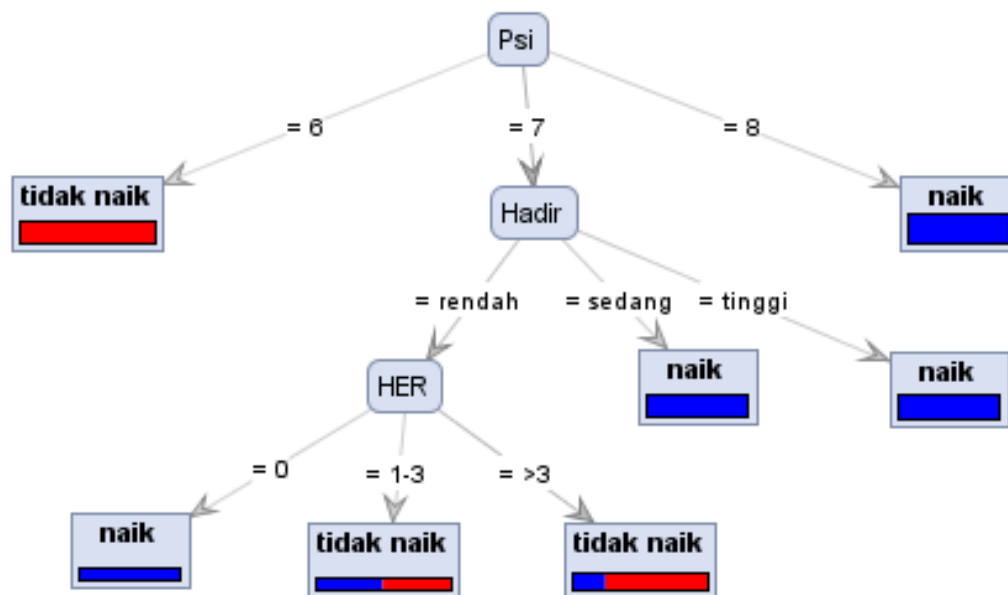 Psi
= 6
= 7
= 8
tidak naik
Hadir
naik
= rendah
= sedang
= tinggi
HER
naik
naik
= 0
= 1-3
= >3
naik
tidak naik
tidak naik